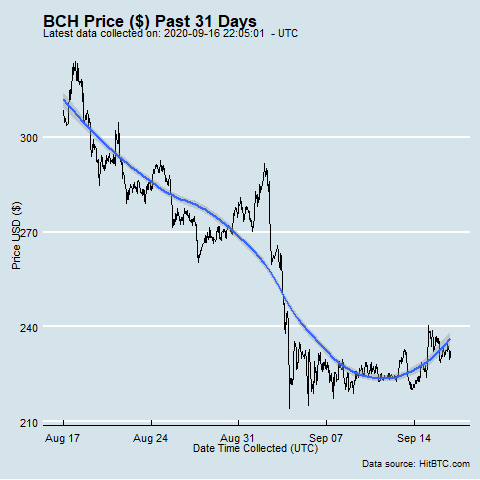 BCH Price ($) Past 31 Days
Latest data collected on: 2020-09-16 22:05:01 - UTC
300
270
240
210
Price USD ($)
Aug 17 Aug 24 Aug 31 Sep 07 Sep 14
Date Time Collected (UTC)
Data source: HitBTC.com